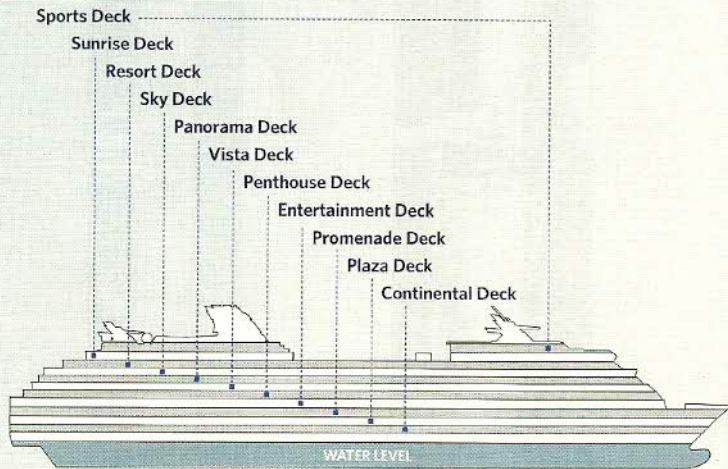 Sports Deck
Sunrise Deck
Resort Deck
Sky Deck
Panorama Deck
Vista Deck
Penthouse Deck
Entertainment Deck
Promenade Deck
Plaza Deck
Continental Deck
WATER LEVEL